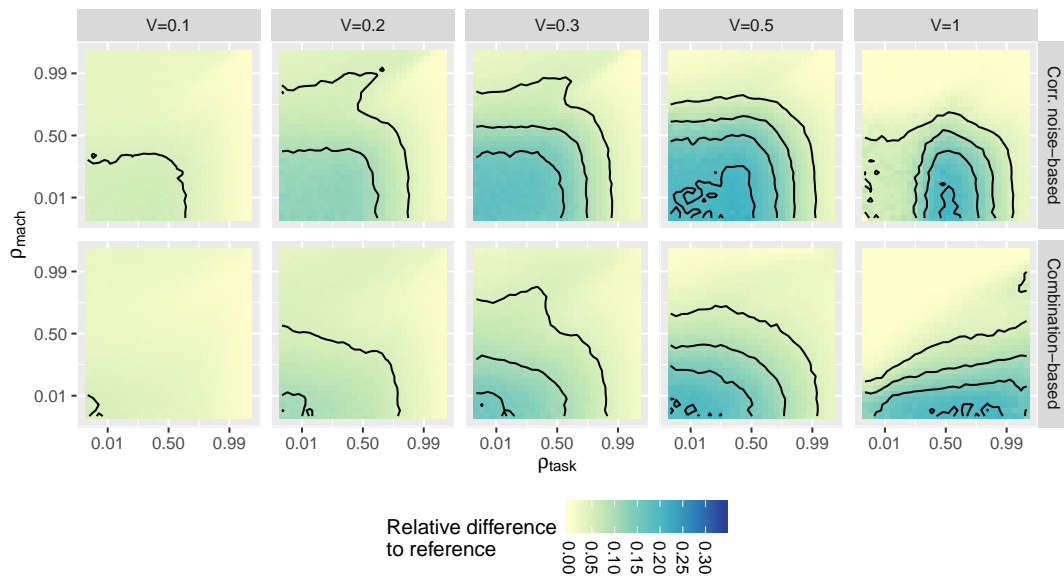 V=0.1
V=0.2
V=0.3
V=0.5
V=1
0.99
0.50
0.01
Corr. noise−based
0.99
0.50
0.01
Combination−based
ρmach
0.01 0.50 0.99
0.01 0.50 0.99
0.01 0.50 0.99
0.01 0.50 0.99
0.01 0.50 0.99
ρtask
Relative difference
to reference
0.00
0.05
0.10
0.15
0.20
0.25
0.30